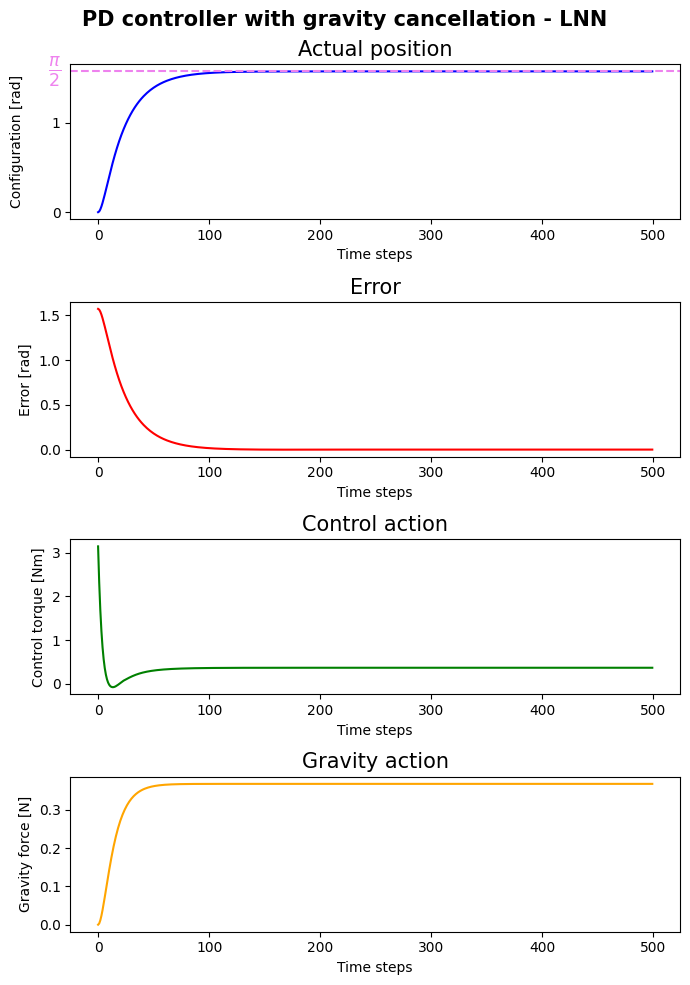 PD controller with gravity cancellation - LNN
Actual position
π
2
1
0
Configuration [rad]
0 100 200 300 400 500
Time steps
Error
1.5
1.0
0.5
0.0
Error [rad]
0 100 200 300 400 500
Time steps
Control action
3
2
1
0
Control torque [Nm]
0 100 200 300 400 500
Time steps
Gravity action
0.3
0.2
0.1
0.0
Gravity force [N]
0 100 200 300 400 500
Time steps